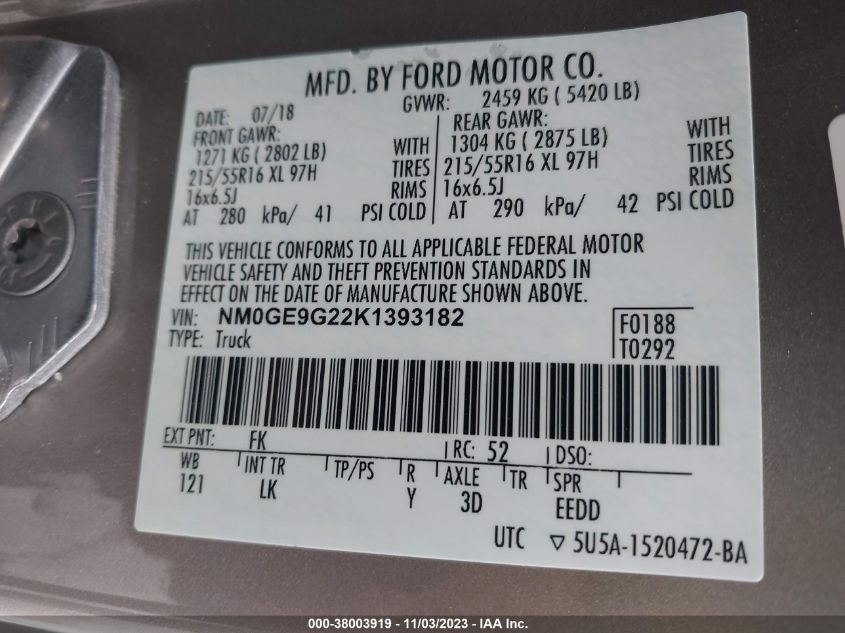 MFD. BY FORD MOTOR CO.
DATE: 07/18 GVWR: 2459 KG ( 5420 LB)
FRONT GAWR: REAR GAWR:
1271 KG ( 2802 LB) WITH 1304 KG ( 2875 LB) WITH
215/55R16 XL 97H TIRES 215/55R16 XL 97H TIRES
16x6.5J RIMS 16x6.5J RIMS
AT 280 kPa/ 41 PSI COLD AT 290 kPa/ 42 PSI COLD
THIS VEHICLE CONFORMS TO ALL APPLICABLE FEDERAL MOTOR
VEHICLE SAFETY AND THEFT PREVENTION STANDARDS IN
EFFECT ON THE DATE OF MANUFACTURE SHOWN ABOVE.
VIN: NM0GE9G22K1393182 F0188
TYPE: Truck T0292
EXT PNT: FK RC: 52 DSO:
WB INT TR TP/PS R AXLE TR SPR
121 LK Y 3D EEDD
UTC ▽ 5U5A-1520472-BA
000-38003919 - 11/03/2023 - IAA Inc.